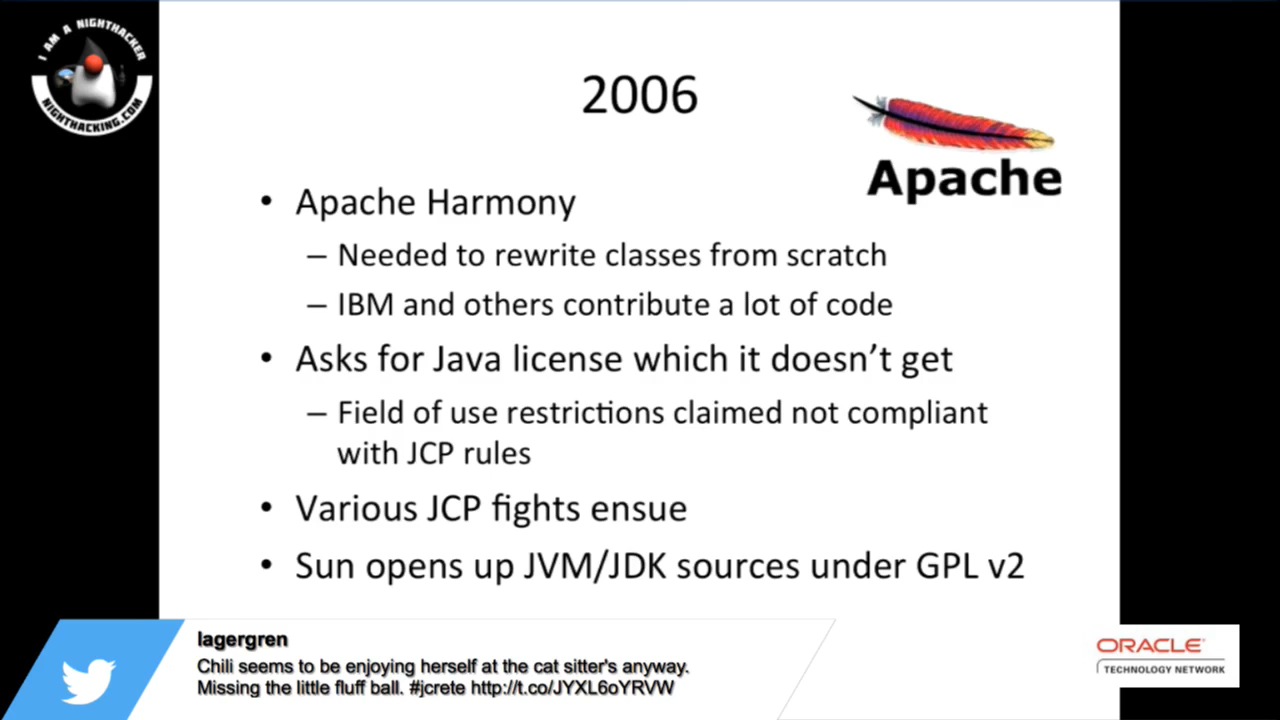 I AM A NIGHTHACKER
NIGHTHACKING.COM
2006
Apache
• Apache Harmony
– Needed to rewrite classes from scratch
– IBM and others contribute a lot of code
• Asks for Java license which it doesn’t get
– Field of use restrictions claimed not compliant
with JCP rules
• Various JCP fights ensue
• Sun opens up JVM/JDK sources under GPL v2
lagergren
Chili seems to be enjoying herself at the cat sitter's anyway.
Missing the little fluff ball. #jcrete http://t.co/JYXL6oYRVW
ORACLE
TECHNOLOGY NETWORK